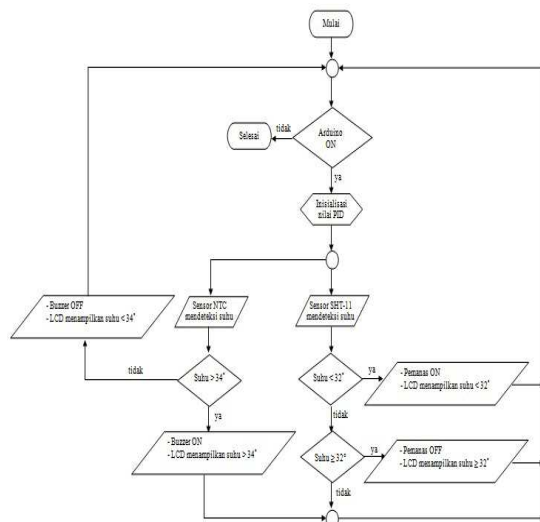 Mulai
Arduino
ON
tidak
Selesai
ya
Inisialisasi
nilai PID
Sensor NTC
mendeteksi suhu
Sensor SHT-11
mendeteksi suhu
- Buzzer OFF
- LCD menampilkan suhu < 34°
Suhu > 34°
tidak
ya
Suhu < 32°
ya
- Pemanas ON
- LCD menampilkan suhu < 32°
tidak
- Buzzer ON
- LCD menampilkan suhu > 34°
Suhu ≥ 32°
ya
- Pemanas OFF
- LCD menampilkan suhu ≥ 32°
tidak